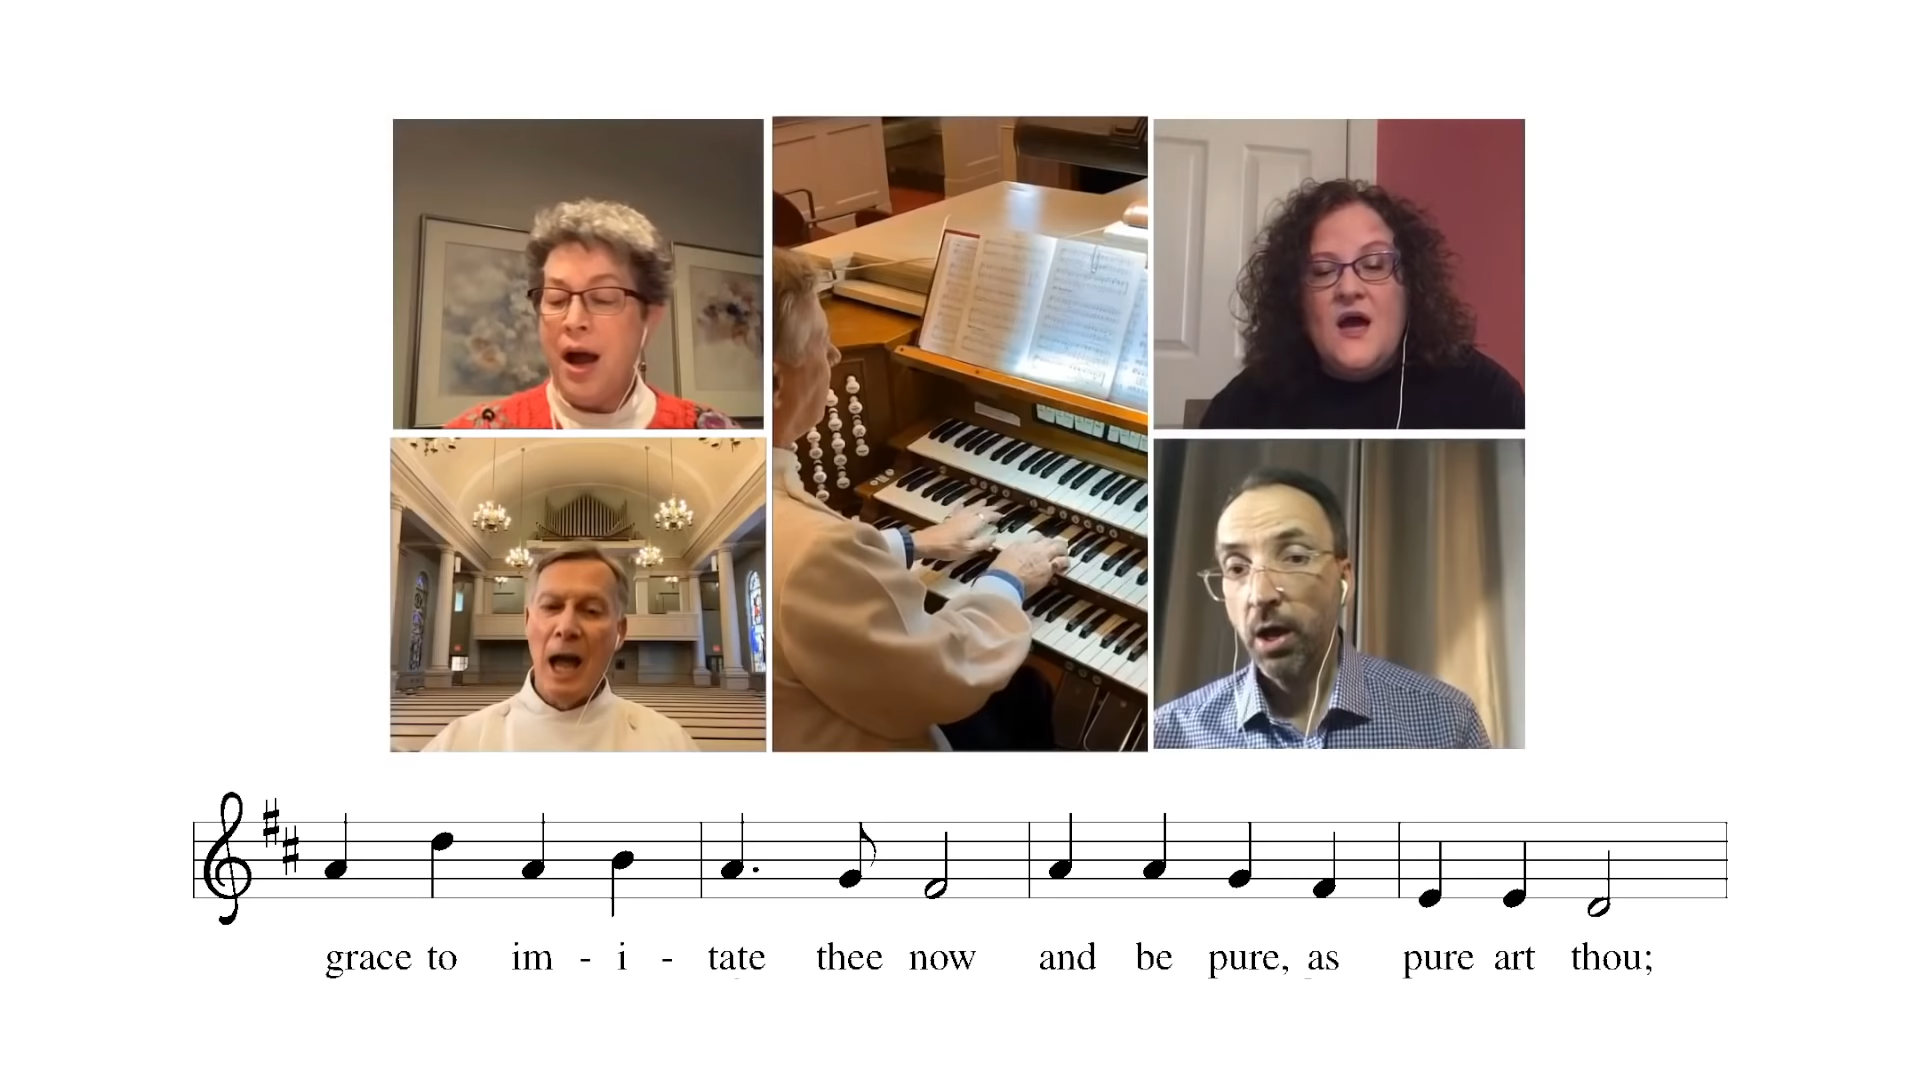 grace to im - i - tate thee now and be pure, as pure art thou;